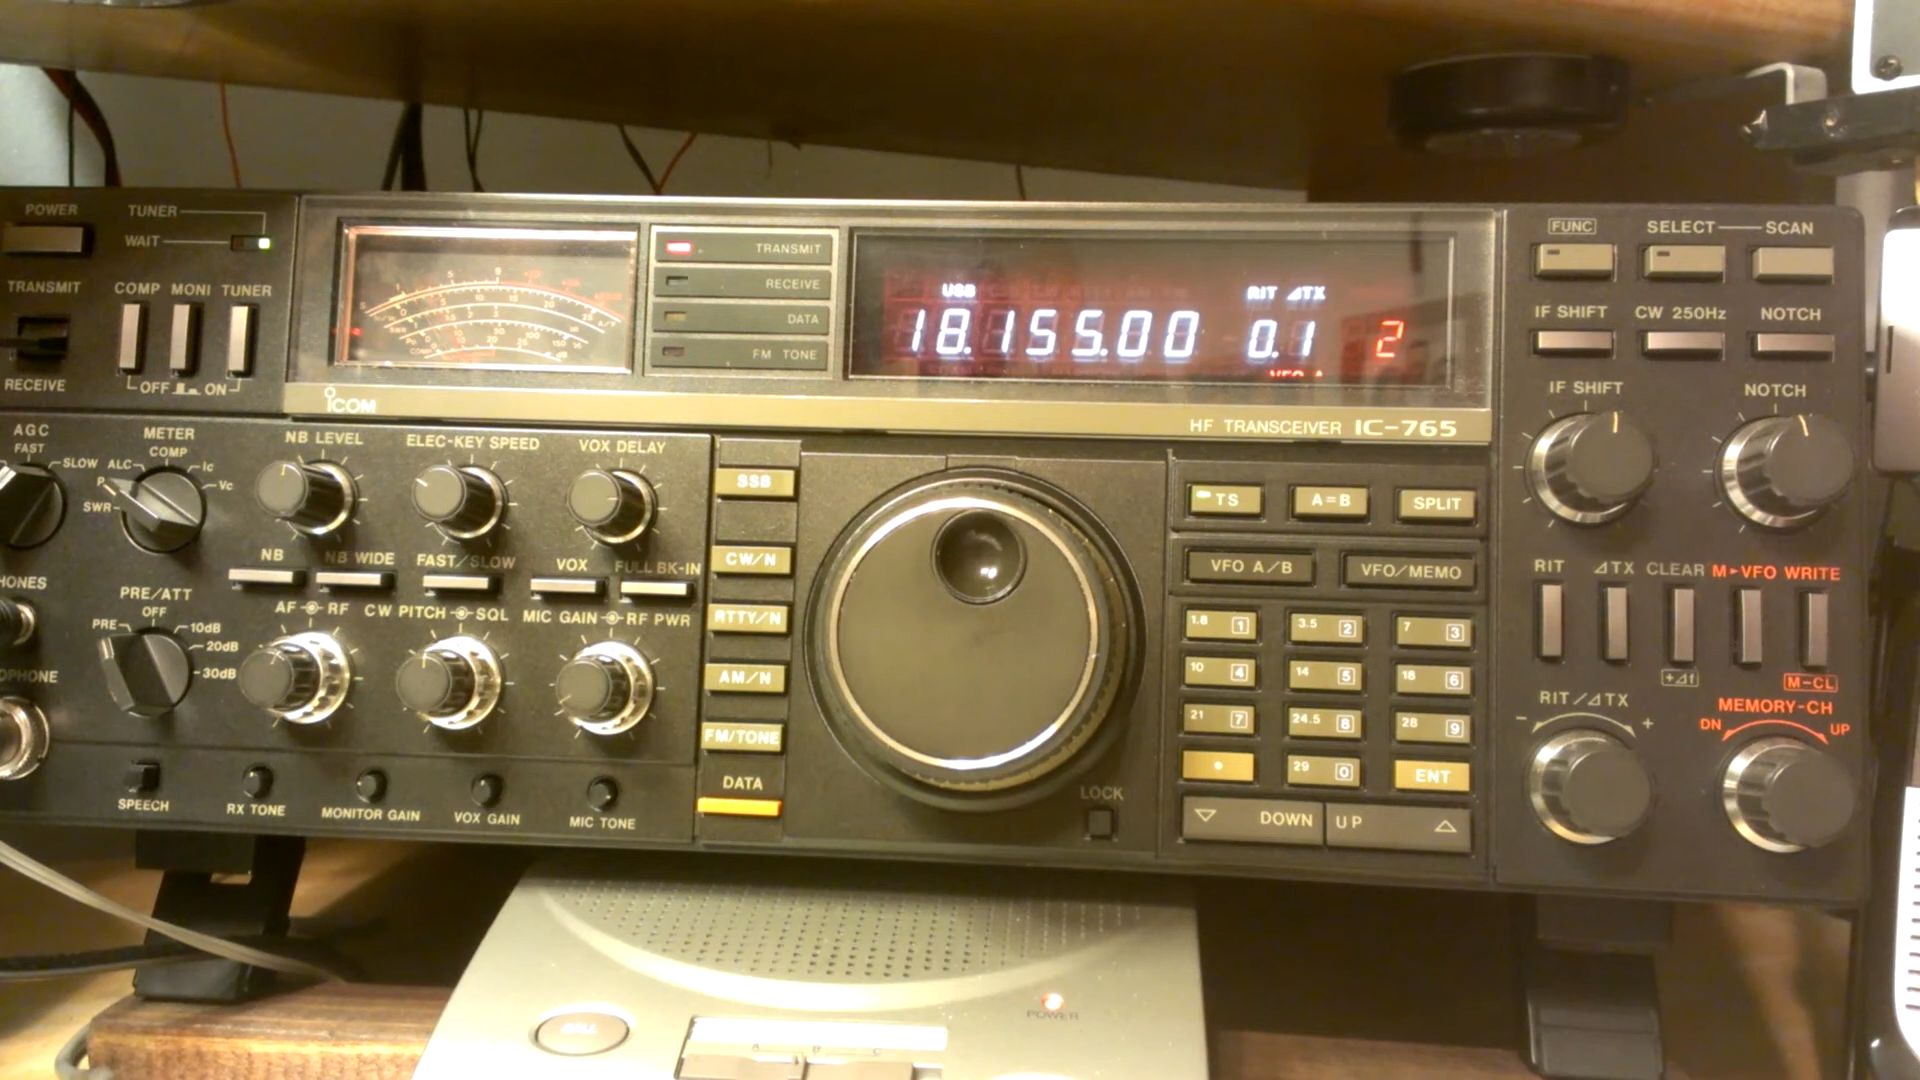 POWER
TUNER
WAIT
TRANSMIT
COMP MONI TUNER
RECEIVE
OFF ON
TRANSMIT
RECEIVE
DATA
FM TONE
USB
RIT ⊿TX
18.155.00 0.1 2
ICOM
HF TRANSCEIVER IC-765
FUNC
SELECT SCAN
IF SHIFT CW 250Hz NOTCH
IF SHIFT NOTCH
AGC
FAST
SLOW
METER
COMP
ALC
Ic
Vc
SWR
NB LEVEL
ELEC-KEY SPEED
VOX DELAY
NB NB WIDE FAST/SLOW VOX FULL BK-IN
PRE/ATT
OFF
PRE
10dB
20dB
30dB
AF RF
CW PITCH SQL
MIC GAIN RF PWR
SPEECH
RX TONE
MONITOR GAIN
VOX GAIN
MIC TONE
SSB
CW/N
RTTY/N
AM/N
FM/TONE
DATA
LOCK
TS A=B SPLIT
VFO A/B VFO/MEMO
1.8 1 3.5 2 7 3
10 4 14 5 18 6
21 7 24.5 8 28 9
29 0 ENT
DOWN UP
RIT ⊿TX CLEAR M▸VFO WRITE
+⊿f
M-CL
RIT/⊿TX
- +
MEMORY-CH
DN UP
CALL
POWER
A B C